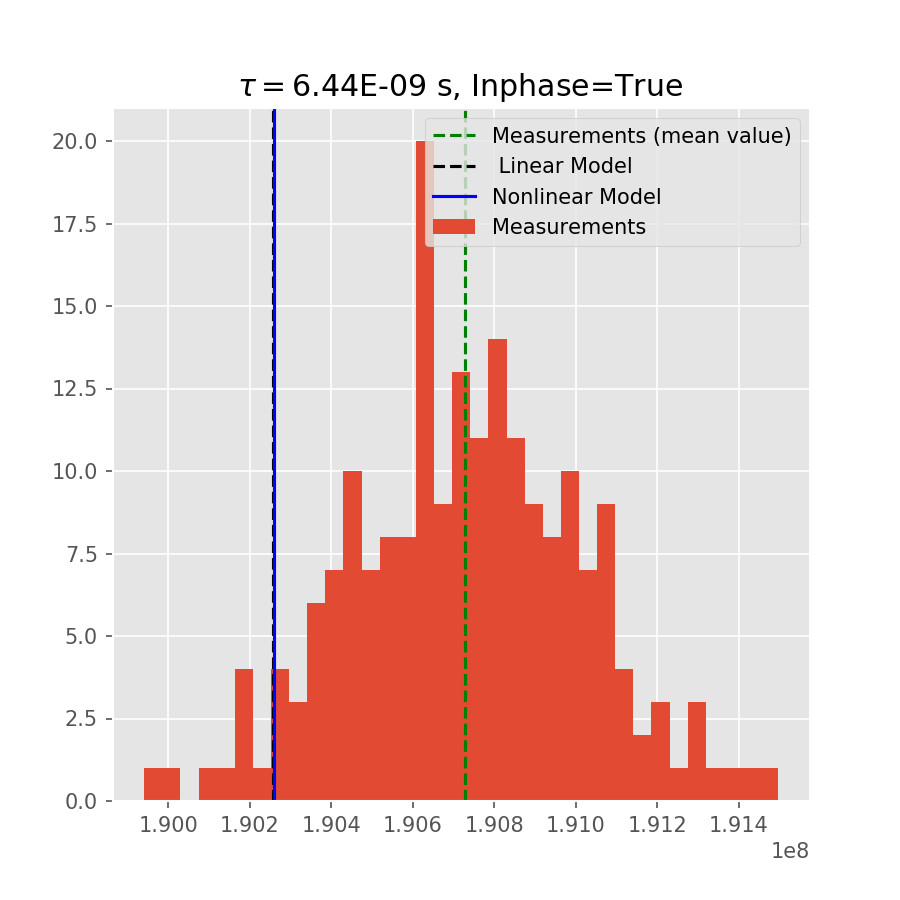 τ = 6.44E-09 s, Inphase=True
Measurements (mean value)
Linear Model
Nonlinear Model
Measurements
20.0
17.5
15.0
12.5
10.0
7.5
5.0
2.5
0.0
1.900 1.902 1.904 1.906 1.908 1.910 1.912 1.914
1e8